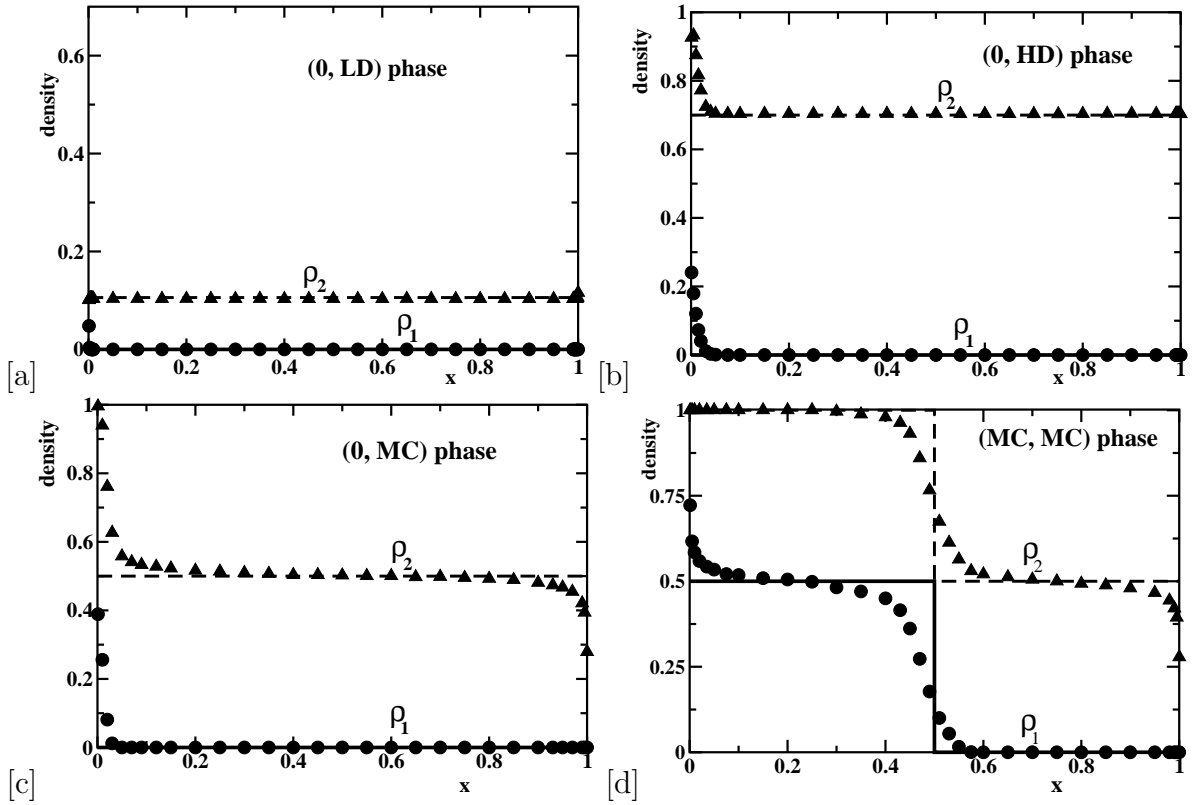 (0, LD) phase
density
0.6
0.4
0.2
0
ρ2
ρ1
0 0.2 0.4 0.6 0.8 1
x
[a]
(0, HD) phase
density
1
0.8
0.6
0.4
0.2
0
ρ2
ρ1
0 0.2 0.4 0.6 0.8 1
x
[b]
(0, MC) phase
density
1
0.8
0.6
0.4
0.2
0
ρ2
ρ1
0 0.2 0.4 0.6 0.8 1
x
[c]
(MC, MC) phase
density
1
0.75
0.5
0.25
0
ρ2
ρ1
0 0.2 0.4 0.6 0.8 1
x
[d]